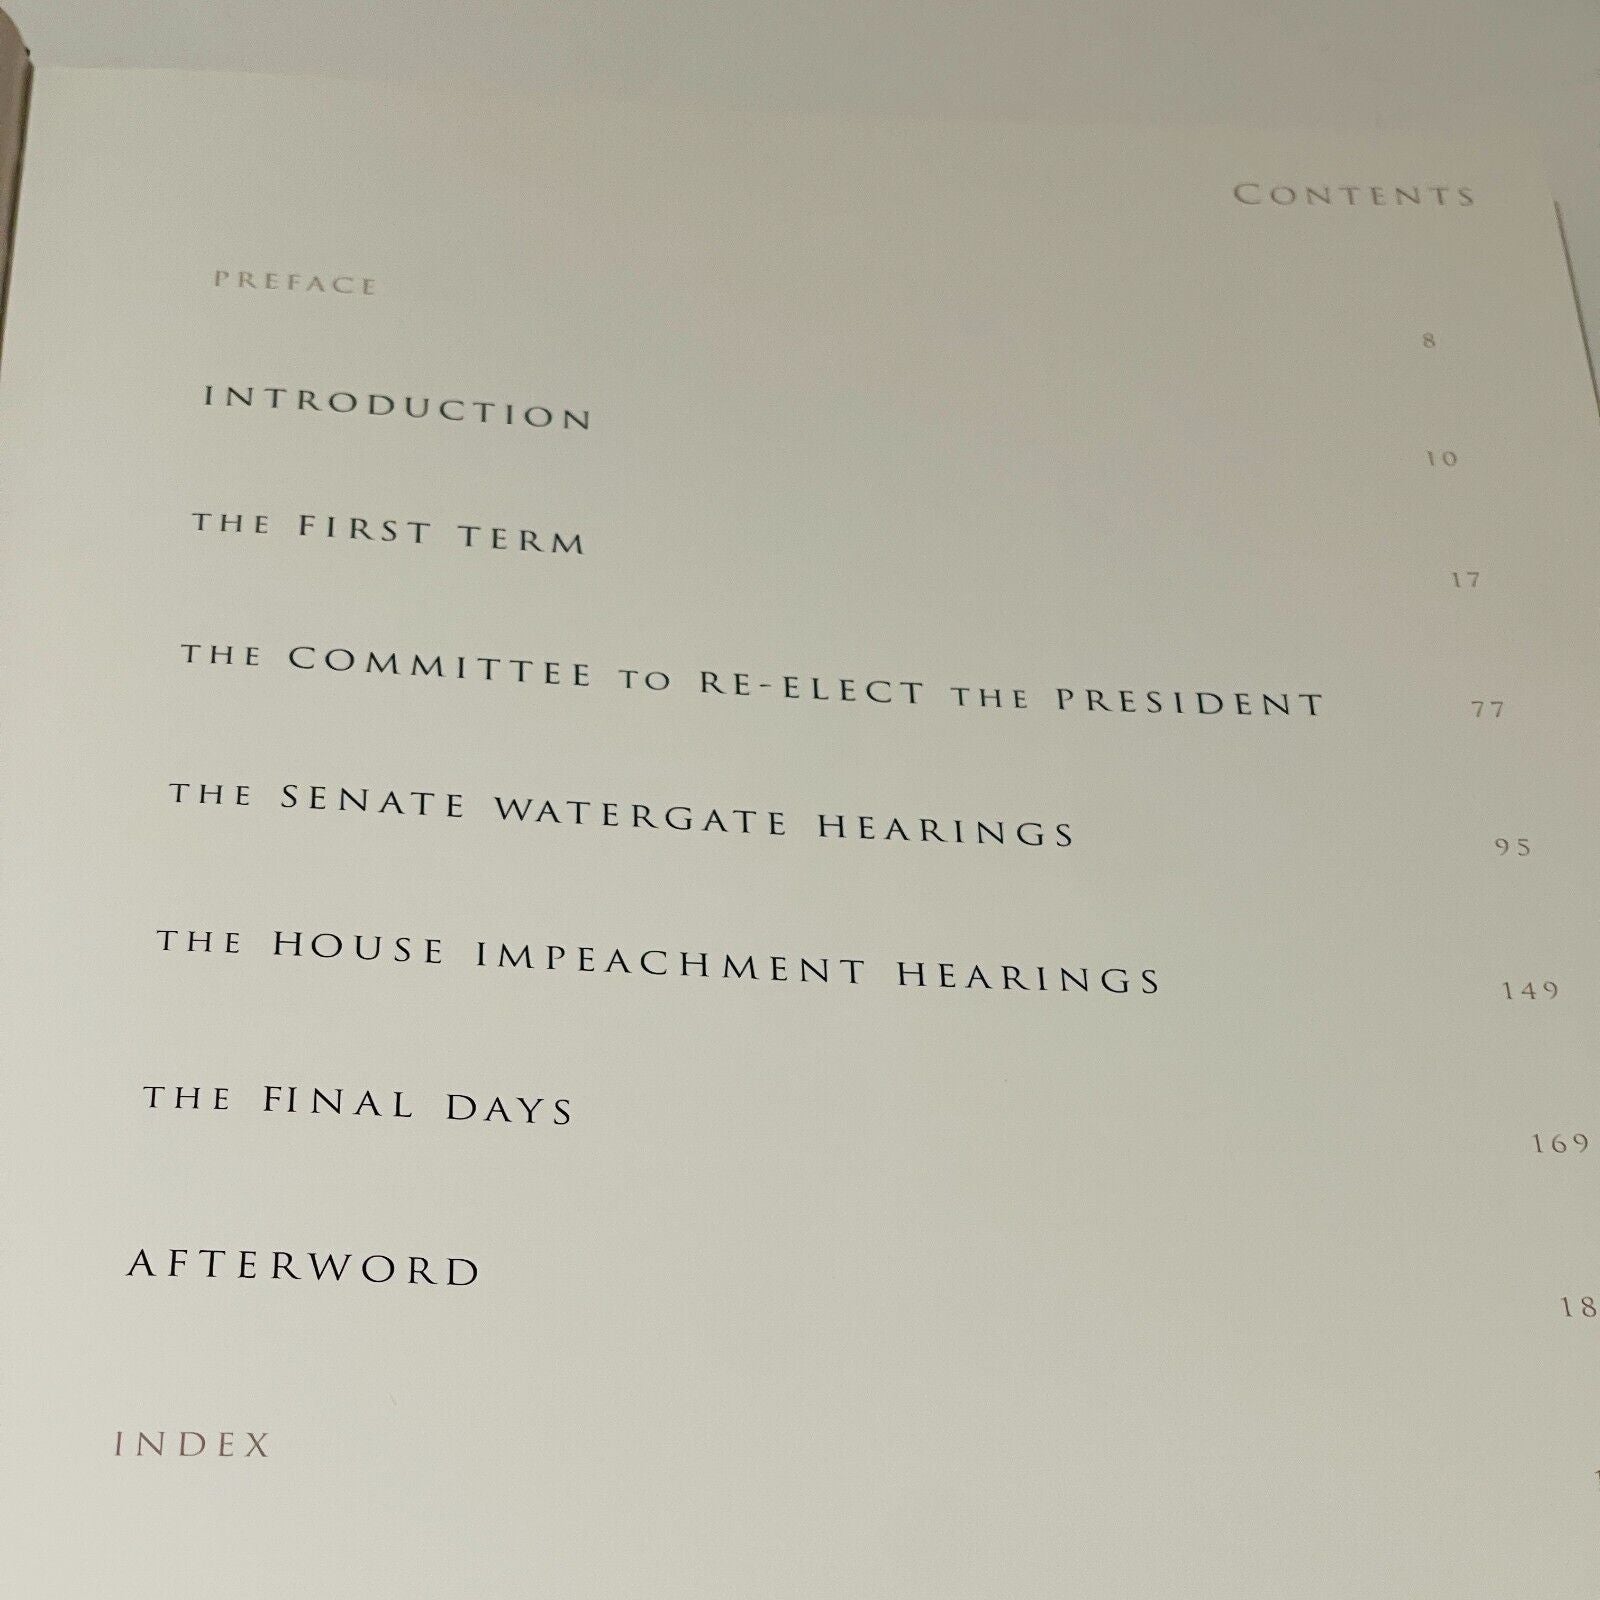 CONTENTS
PREFACE 8
INTRODUCTION 10
THE FIRST TERM 17
THE COMMITTEE TO RE-ELECT THE PRESIDENT 77
THE SENATE WATERGATE HEARINGS 95
THE HOUSE IMPEACHMENT HEARINGS 149
THE FINAL DAYS 169
AFTERWORD
INDEX